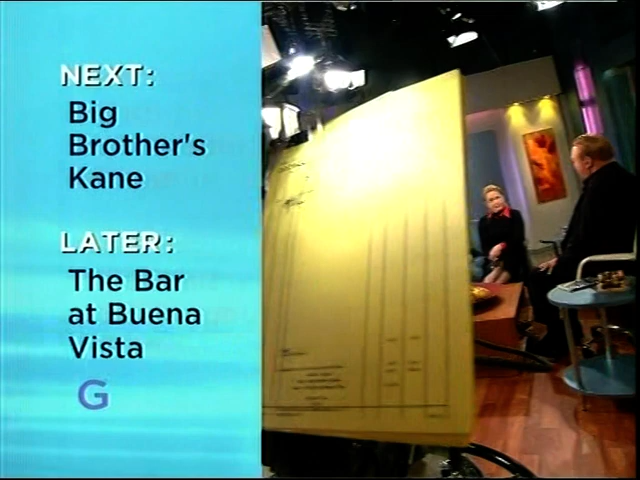 NEXT:
Big
Brother's
Kane
LATER:
The Bar
at Buena
Vista
G